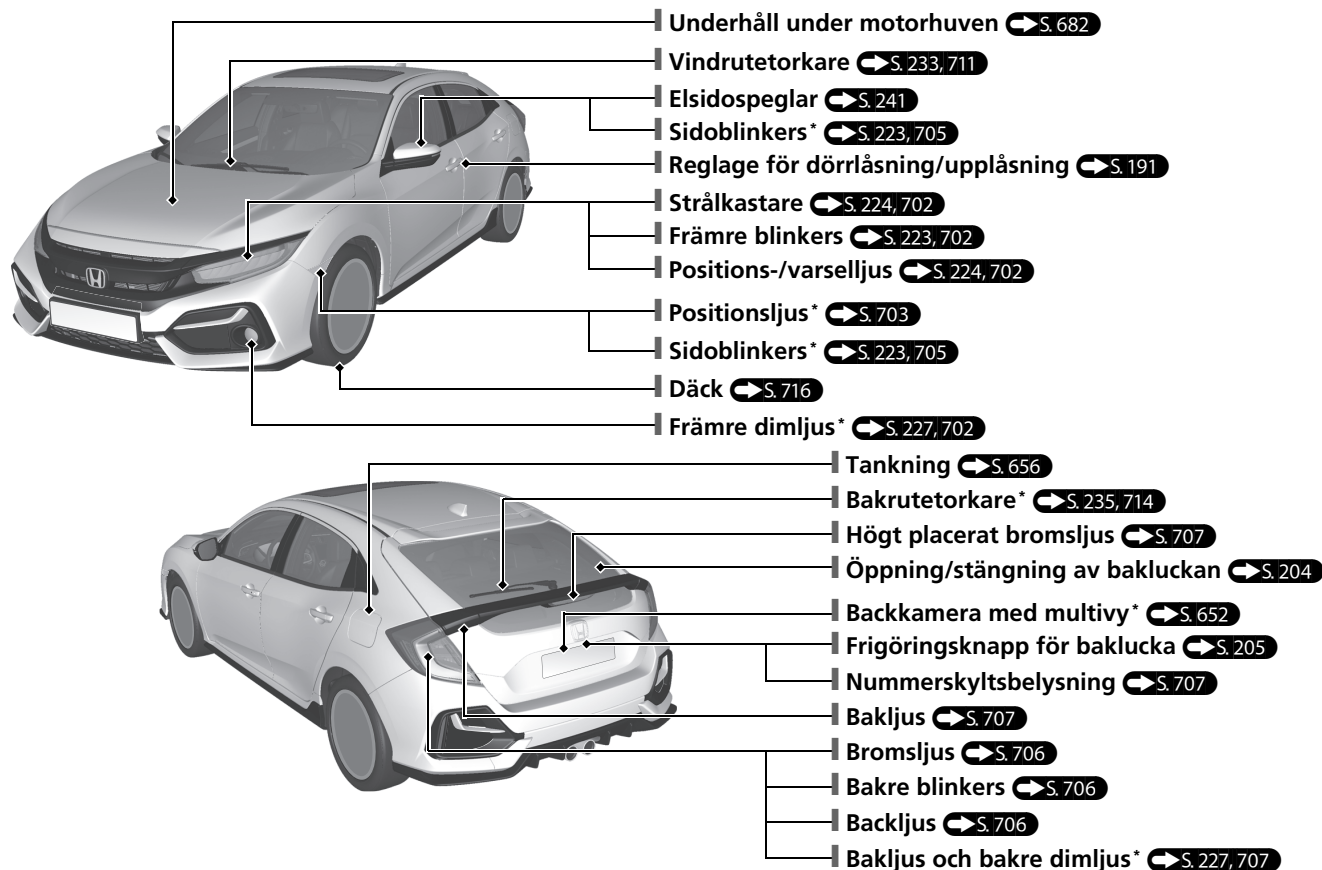 Underhåll under motorhuven S. 682
Vindrutetorkare S. 233, 711
Elsidospeglar S. 241
Sidoblinkers* S. 223, 705
Reglage för dörrlåsning/upplåsning S. 191
Strålkastare S. 224, 702
Främre blinkers S. 223, 702
Positions-/varselljus S. 224, 702
Positionsljus* S. 703
Sidoblinkers* S. 223, 705
Däck S. 716
Främre dimljus* S. 227, 702
Tankning S. 656
Bakrutetorkare* S. 235, 714
Högt placerat bromsljus S. 707
Öppning/stängning av bakluckan S. 204
Backkamera med multivy* S. 652
Frigöringsknapp för baklucka S. 205
Nummerskyltsbelysning S. 707
Bakljus S. 707
Bromsljus S. 706
Bakre blinkers S. 706
Backljus S. 706
Bakljus och bakre dimljus* S. 227, 707